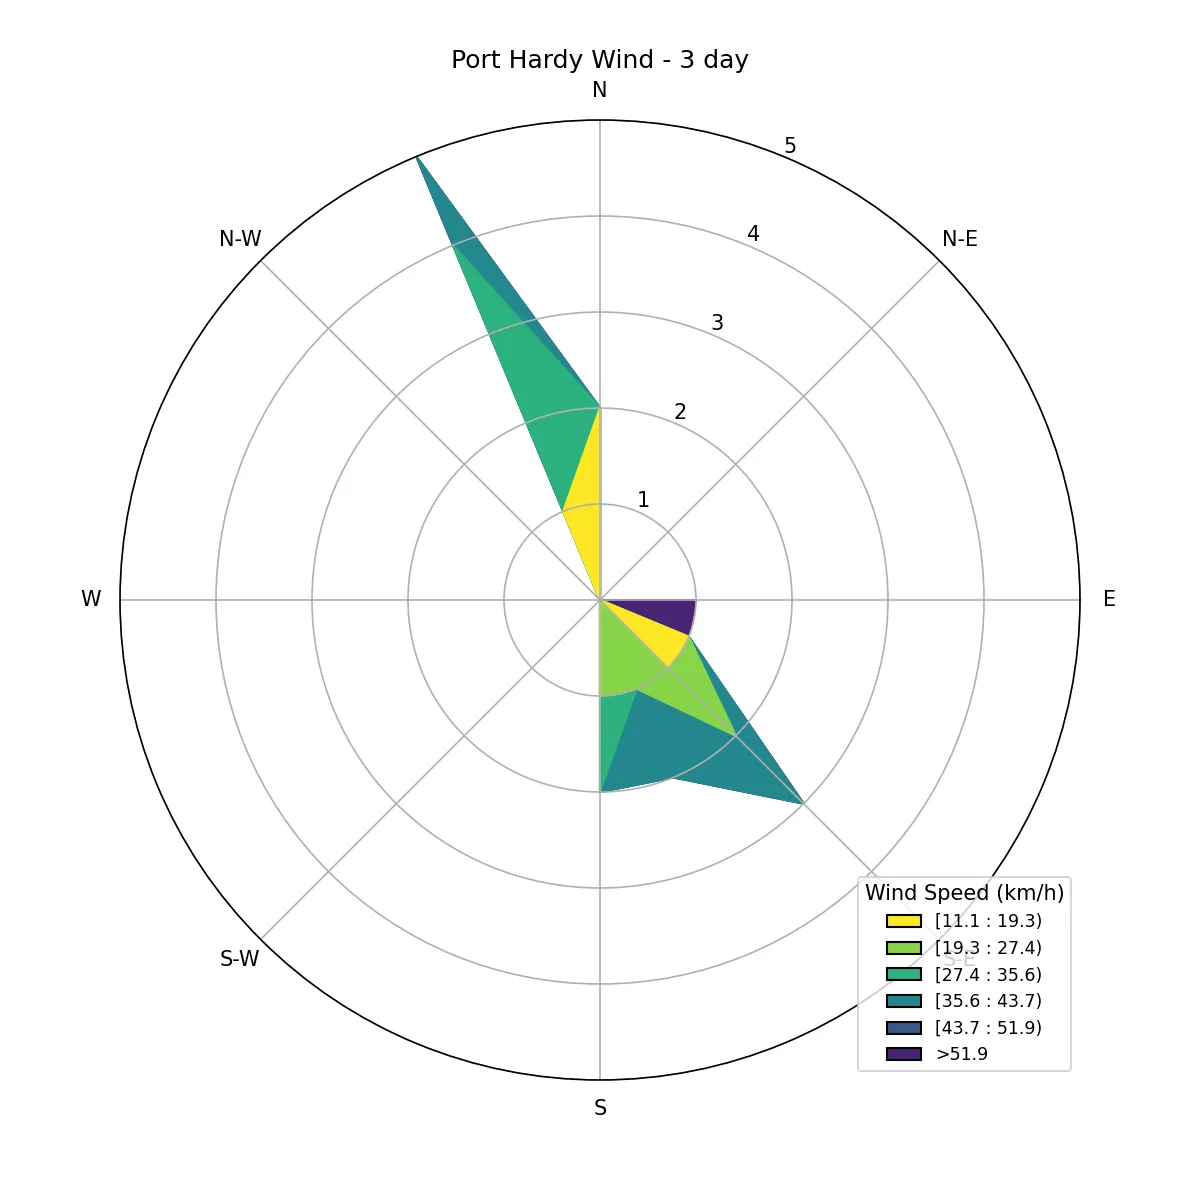 Port Hardy Wind - 3 day
N
5
4
N-W
N-E
3
2
1
W
E
Wind Speed (km/h)
[11.1 : 19.3)
[19.3 : 27.4)
S-W
S-E
[27.4 : 35.6)
[35.6 : 43.7)
[43.7 : 51.9)
>51.9
S